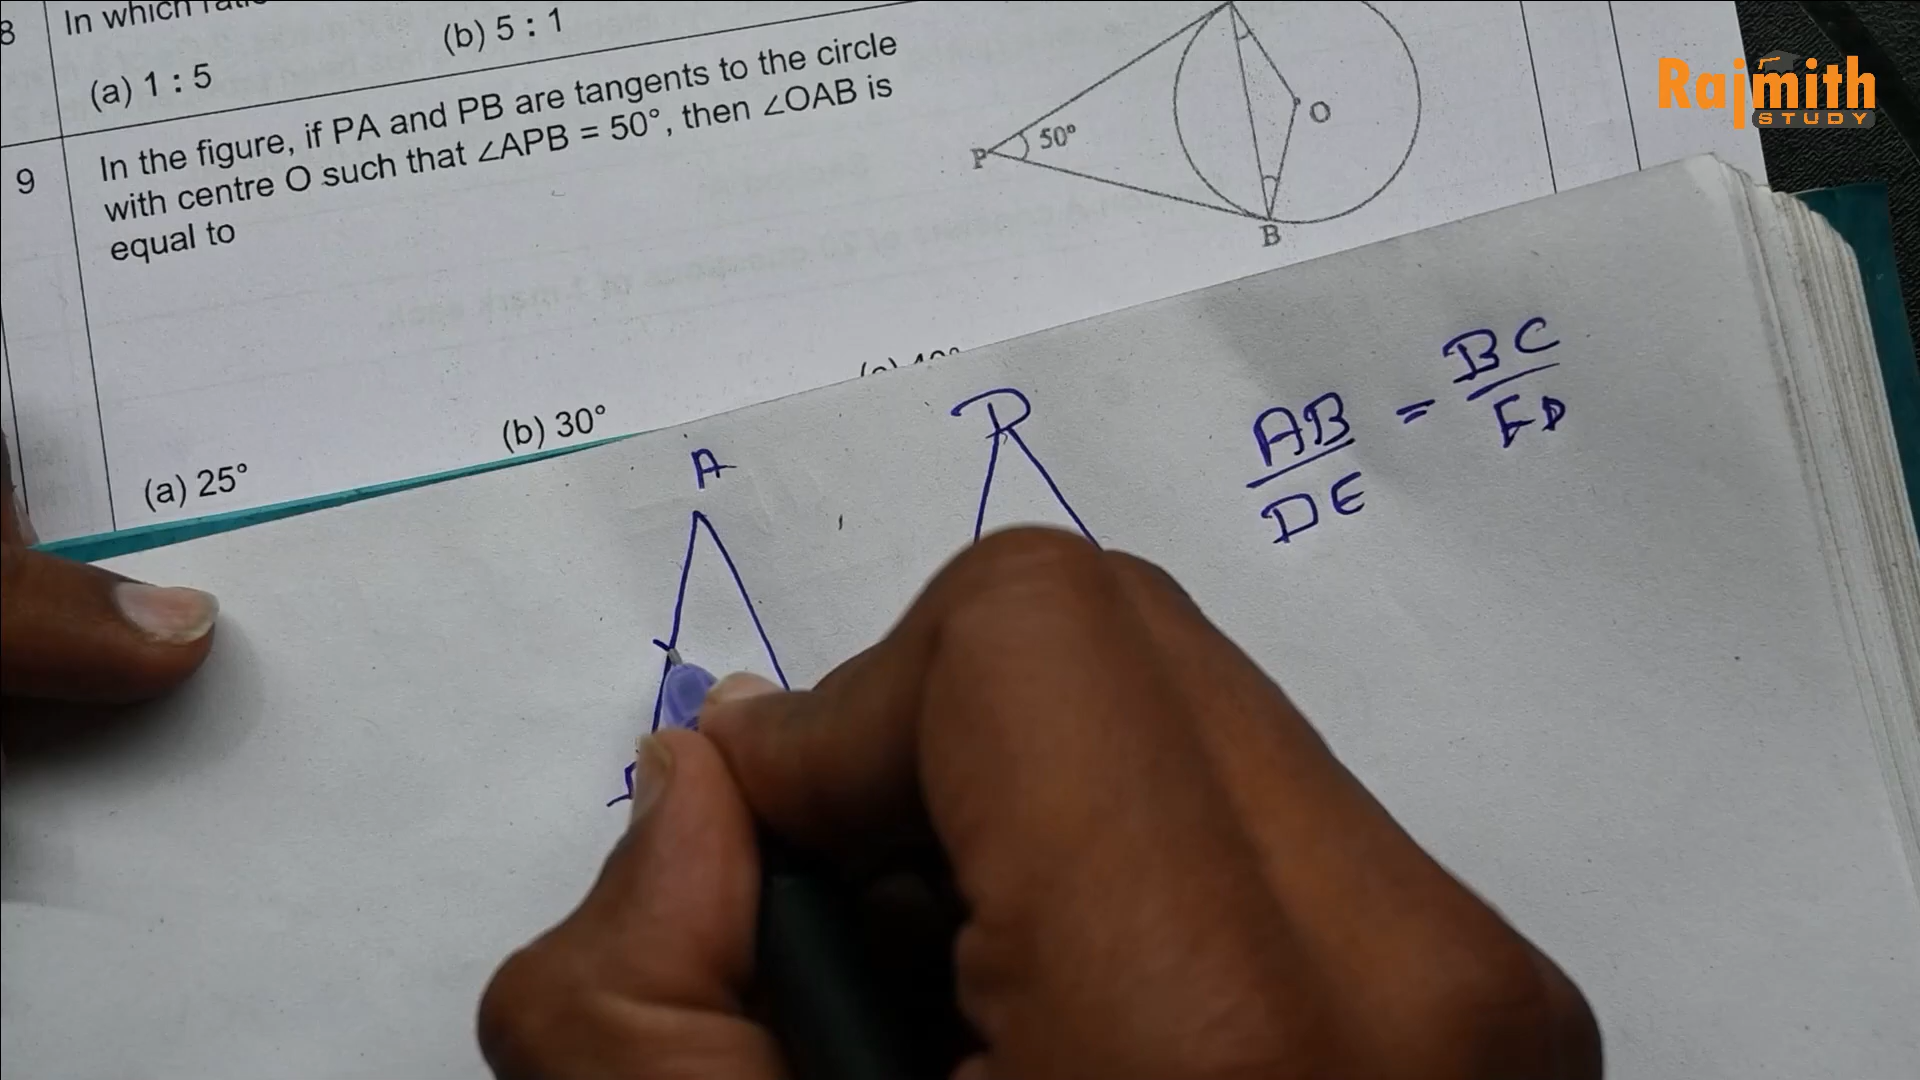 8
In which
(b) 5 : 1
(a) 1 : 5
9
In the figure, if PA and PB are tangents to the circle
with centre O such that ∠APB = 50°, then ∠OAB is
equal to
P
50°
O
B
(b) 30°
(a) 25°
A
D
AB/DE = BC/ED
Rajmith
STUDY